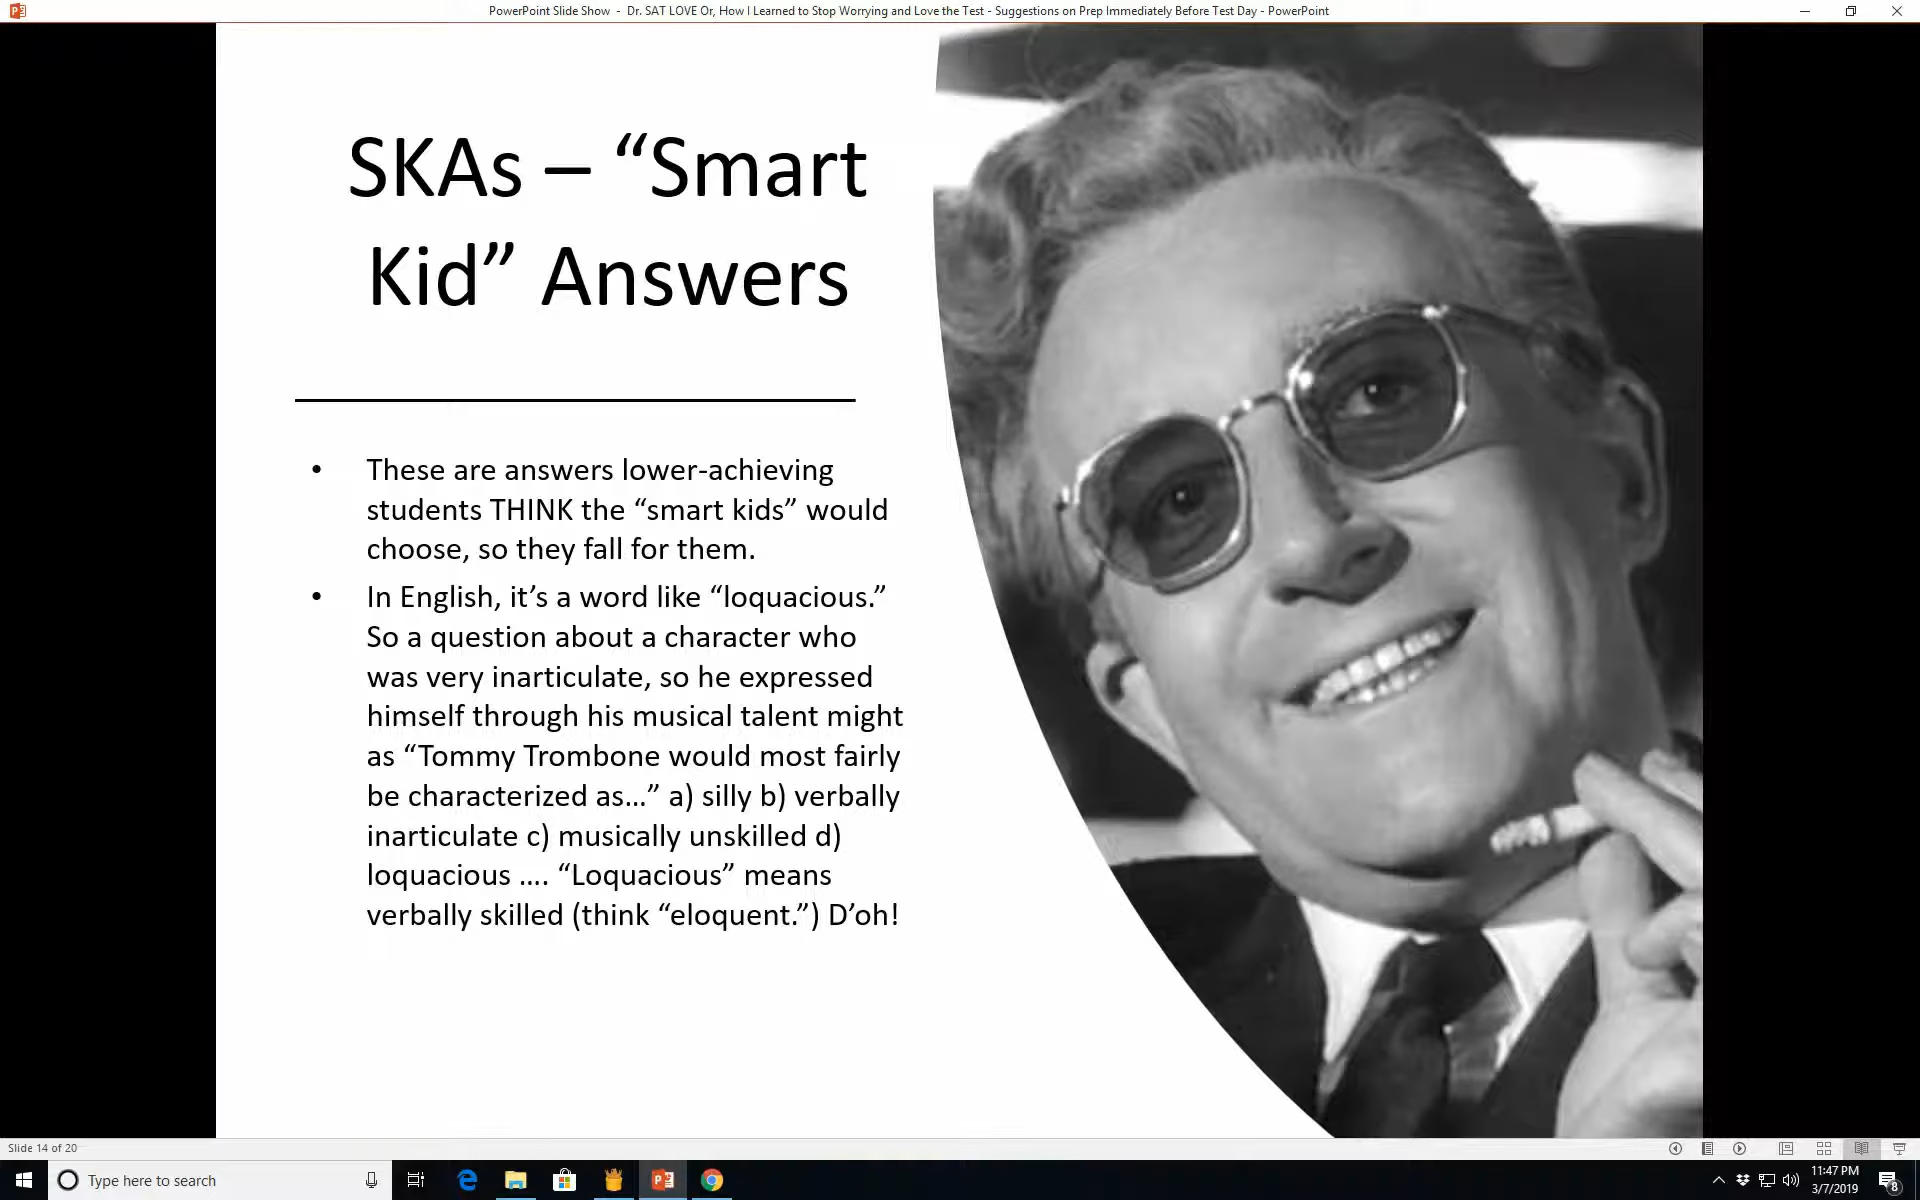 PowerPoint Slide Show - Dr. SAT LOVE Or, How I Learned to Stop Worrying and Love the Test - Suggestions on Prep Immediately Before Test Day - PowerPoint
SKAs – “Smart
Kid” Answers
• These are answers lower-achieving
students THINK the “smart kids” would
choose, so they fall for them.
• In English, it’s a word like “loquacious.”
So a question about a character who
was very inarticulate, so he expressed
himself through his musical talent might
as “Tommy Trombone would most fairly
be characterized as…” a) silly b) verbally
inarticulate c) musically unskilled d)
loquacious …. “Loquacious” means
verbally skilled (think “eloquent.”) D’oh!
Slide 14 of 20
Type here to search
11:47 PM
3/7/2019
8